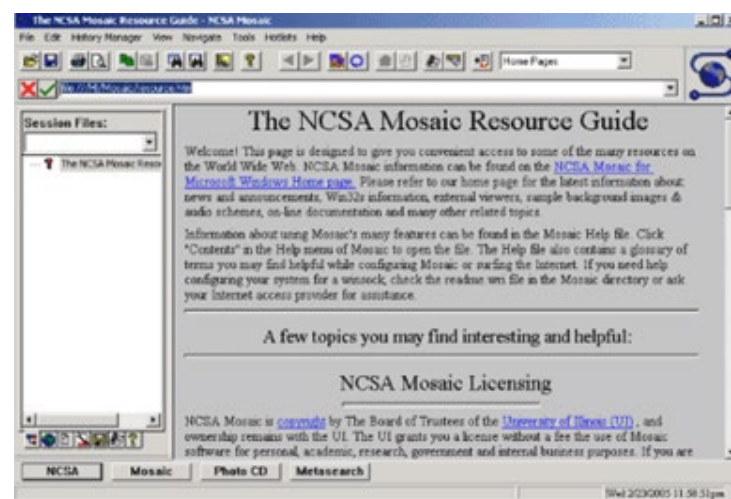 The NCSA Mosaic Resource Guide - NCSA Mosaic
File Edit History Manager View Navigate Tools Hotlists Help
Home Pages
Session Files:
The NCSA Mosaic Reso
The NCSA Mosaic Resource Guide
Welcome! This page is designed to give you convenient access to some of the many resources on
the World Wide Web. NCSA Mosaic information can be found on the NCSA Mosaic for
Microsoft Windows Home page. Please refer to our home page for the latest information about:
news and announcements, Win32s information, external viewers, sample background images &
audio schemes, on-line documentation and many other related topics.
Information about using Mosaic's many features can be found in the Mosaic Help file. Click
"Contents" in the Help menu of Mosaic to open the file. The Help file also contains a glossary of
terms you may find helpful while configuring Mosaic or surfing the Internet. If you need help
configuring your system for a winsock, check the readme.wri file in the Mosaic directory or ask
your Internet access provider for assistance.
A few topics you may find interesting and helpful:
NCSA Mosaic Licensing
NCSA Mosaic is copyright by The Board of Trustees of the University of Illinois (UI) , and
ownership remains with the UI. The UI grants you a license without a fee the use of Mosaic
software for personal, academic, research, government and internal business purposes. If you are
NCSA Mosaic Photo CD Metasearch
Wed 2/23/2005 11:58:51pm